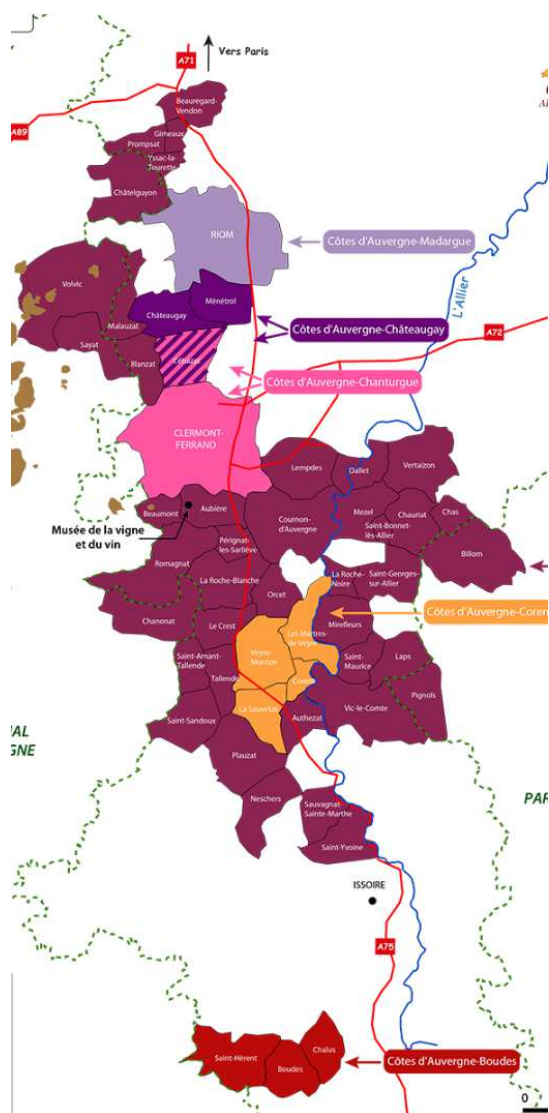 Vers Paris
A71
Beauregard-
Vendon
A89
Gimeaux
Prompsat
Yssac-la-
Tourette
Châtelguyon
RIOM
Côtes d'Auvergne-Madargue
Volvic
L'Allier
Ménétrol
Châteaugay
Malauzat
Côtes d'Auvergne-Châteaugay
A72
Sayat
Cébazat
Blanzat
Côtes d'Auvergne-Chanturgue
CLERMONT-
FERRAND
Lempdes
Dallet
Vertaizon
Beaumont
Aubière
Cournon-
d'Auvergne
Mezel
Saint-Bonnet-
lès-Allier
Chauriat
Chas
Musée de la vigne
et du vin
Pérignat-
les-Sarliève
Billom
Romagnat
La Roche-Blanche
Orcet
La Roche-
Noire
Saint-Georges-
sur-Allier
Chanonat
Le Crest
Les Martres-
de-Veyre
Mirefleurs
Côtes d'Auvergne-Coren
Saint-Amant-
Tallende
Veyre-
Monton
Saint-
Maurice
Laps
Tallende
Corent
Pignols
Saint-Sandoux
La Sauvetat
Authezat
Vic-le-Comte
AL
GNE
Plauzat
Neschers
Sauvagnat-
Sainte-Marthe
PAR
Saint-Yvoine
ISSOIRE
A75
Saint-Hérent
Chalus
Boudes
Côtes d'Auvergne-Boudes
0